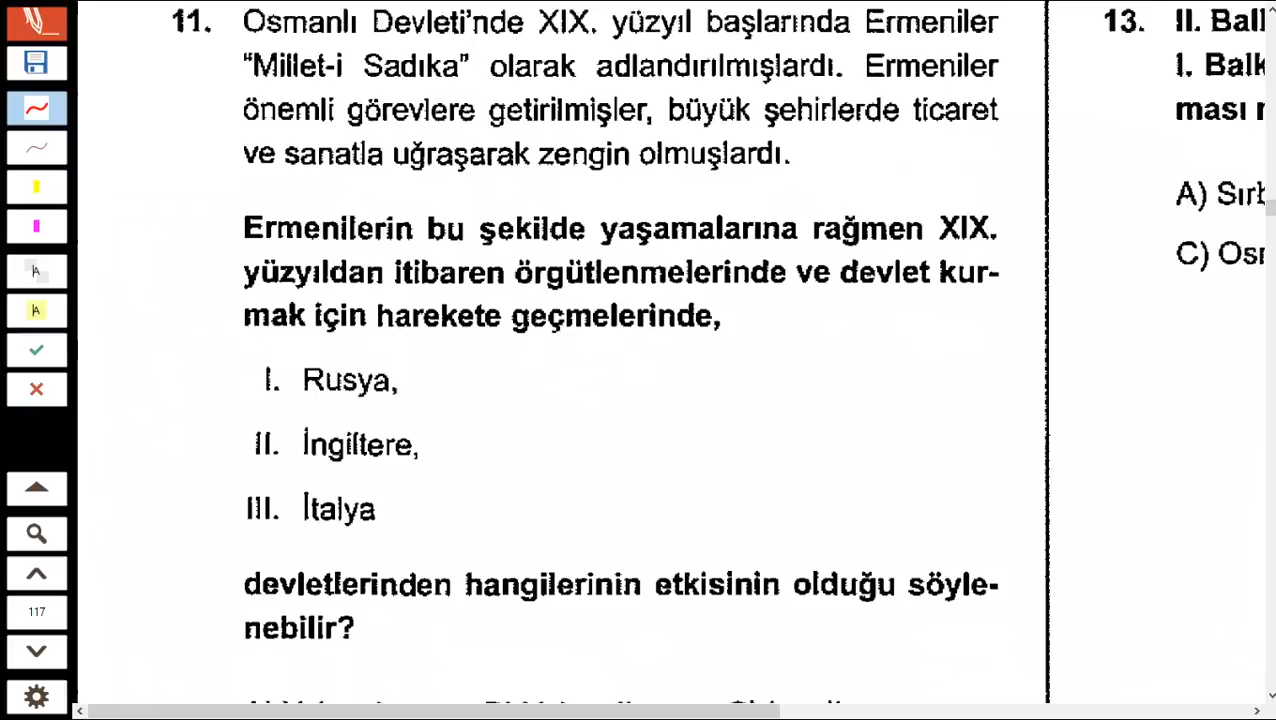 11. Osmanlı Devleti'nde XIX. yüzyıl başlarında Ermeniler
"Millet-i Sadıka" olarak adlandırılmışlardı. Ermeniler
önemli görevlere getirilmişler, büyük şehirlerde ticaret
ve sanatla uğraşarak zengin olmuşlardı.
Ermenilerin bu şekilde yaşamalarına rağmen XIX.
yüzyıldan itibaren örgütlenmelerinde ve devlet kur-
mak için harekete geçmelerinde,
I. Rusya,
II. İngiltere,
III. İtalya
devletlerinden hangilerinin etkisinin olduğu söyle-
nebilir?
13. II. Ball
I. Balk
ması
A) Sırb
C) Osm
117